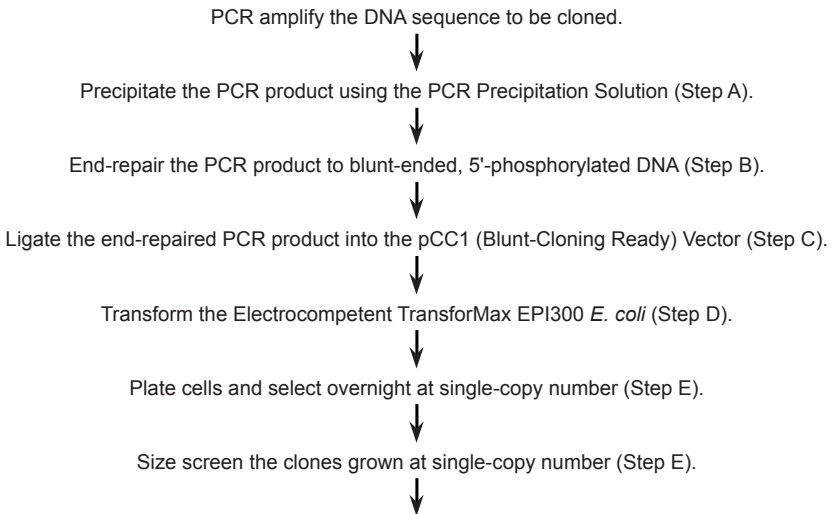 PCR amplify the DNA sequence to be cloned.
Precipitate the PCR product using the PCR Precipitation Solution (Step A).
End-repair the PCR product to blunt-ended, 5'-phosphorylated DNA (Step B).
Ligate the end-repaired PCR product into the pCC1 (Blunt-Cloning Ready) Vector (Step C).
Transform the Electrocompetent TransforMax EPI300 E. coli (Step D).
Plate cells and select overnight at single-copy number (Step E).
Size screen the clones grown at single-copy number (Step E).